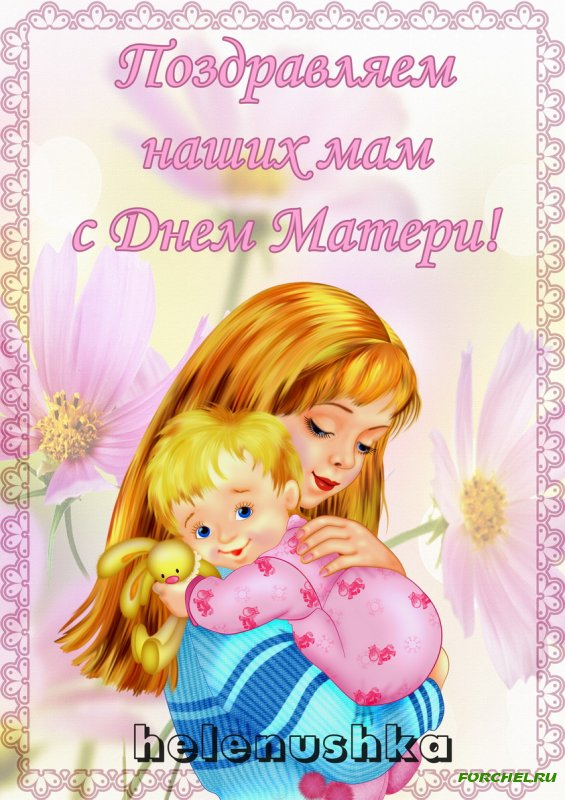 Поздравляем
наших мам
с Днем Матери!
helenushka
FORCHEL.RU